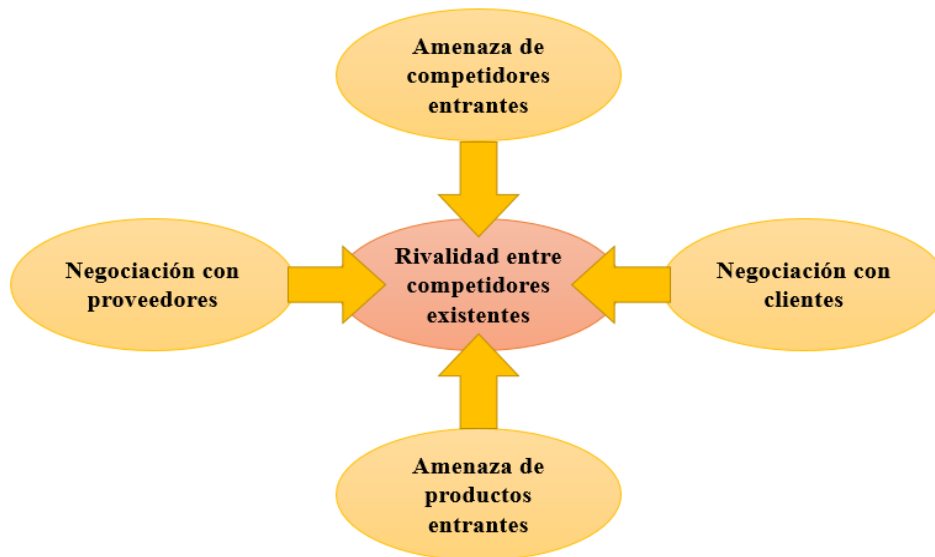 Amenaza de
competidores
entrantes
Negociación con
proveedores
Rivalidad entre
competidores
existentes
Negociación con
clientes
Amenaza de
productos
entrantes